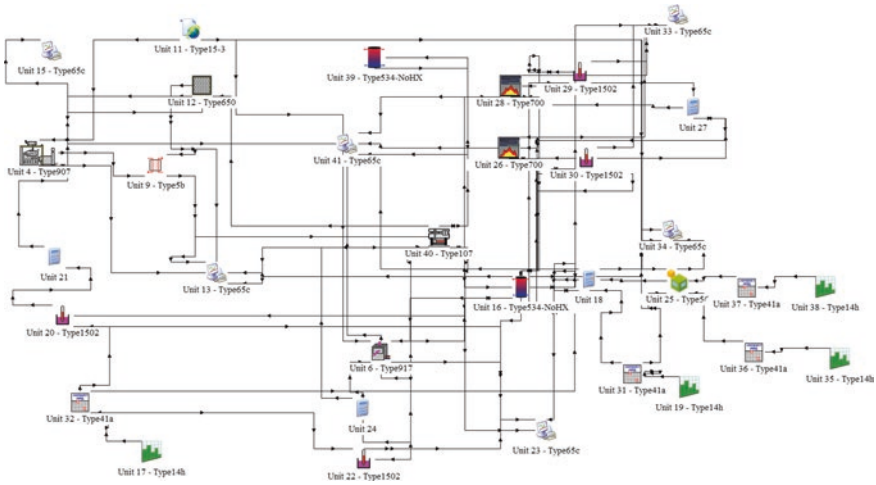 Unit 33 - Type65c
Unit 11 - Type15-3
Unit 15 - Type65c
Unit 39 - Type534-NoHX
Unit 29 - Type1502
Unit 12 - Type650
Unit 28 - Type700
Unit 27
Unit 41 - Type65c
Unit 26 - Type700
Unit 30 - Type1502
Unit 4 - Type907
Unit 9 - Type5b
Unit 34 - Type65c
Unit 40 - Type107
Unit 21
Unit 13 - Type65c
Unit 16 - Type534-NoHX
Unit 18
Unit 25 - Type56
Unit 37 - Type41a
Unit 38 - Type14h
Unit 20 - Type1502
Unit 6 - Type917
Unit 36 - Type41a
Unit 35 - Type14h
Unit 31 - Type41a
Unit 19 - Type14h
Unit 32 - Type41a
Unit 24
Unit 23 - Type65c
Unit 17 - Type14h
Unit 22 - Type1502